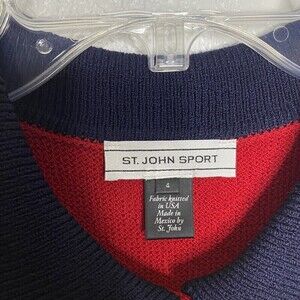 ST. JOHN SPORT
4
Fabric knitted
in USA
Made in
Mexico by
St. John